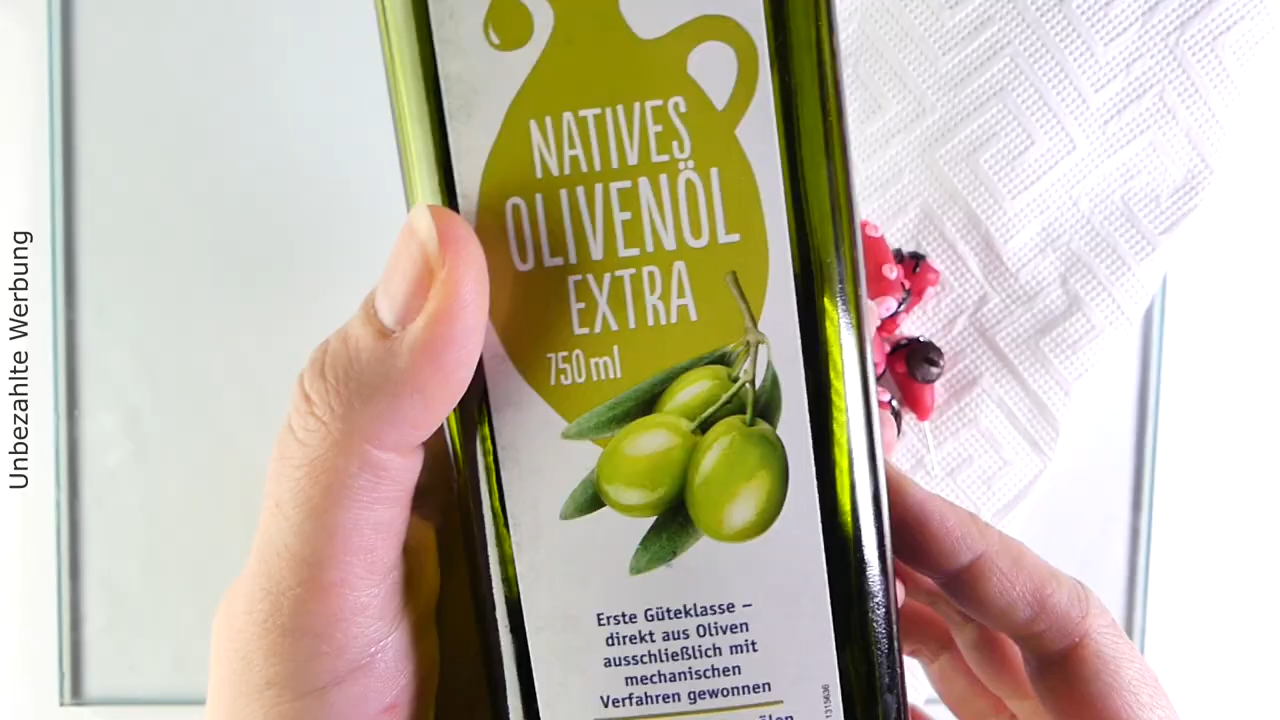 Unbezahlte Werbung
NATIVES
OLIVENÖL
EXTRA
750 ml
Erste Güteklasse –
direkt aus Oliven
ausschließlich mit
mechanischen
Verfahren gewonnen